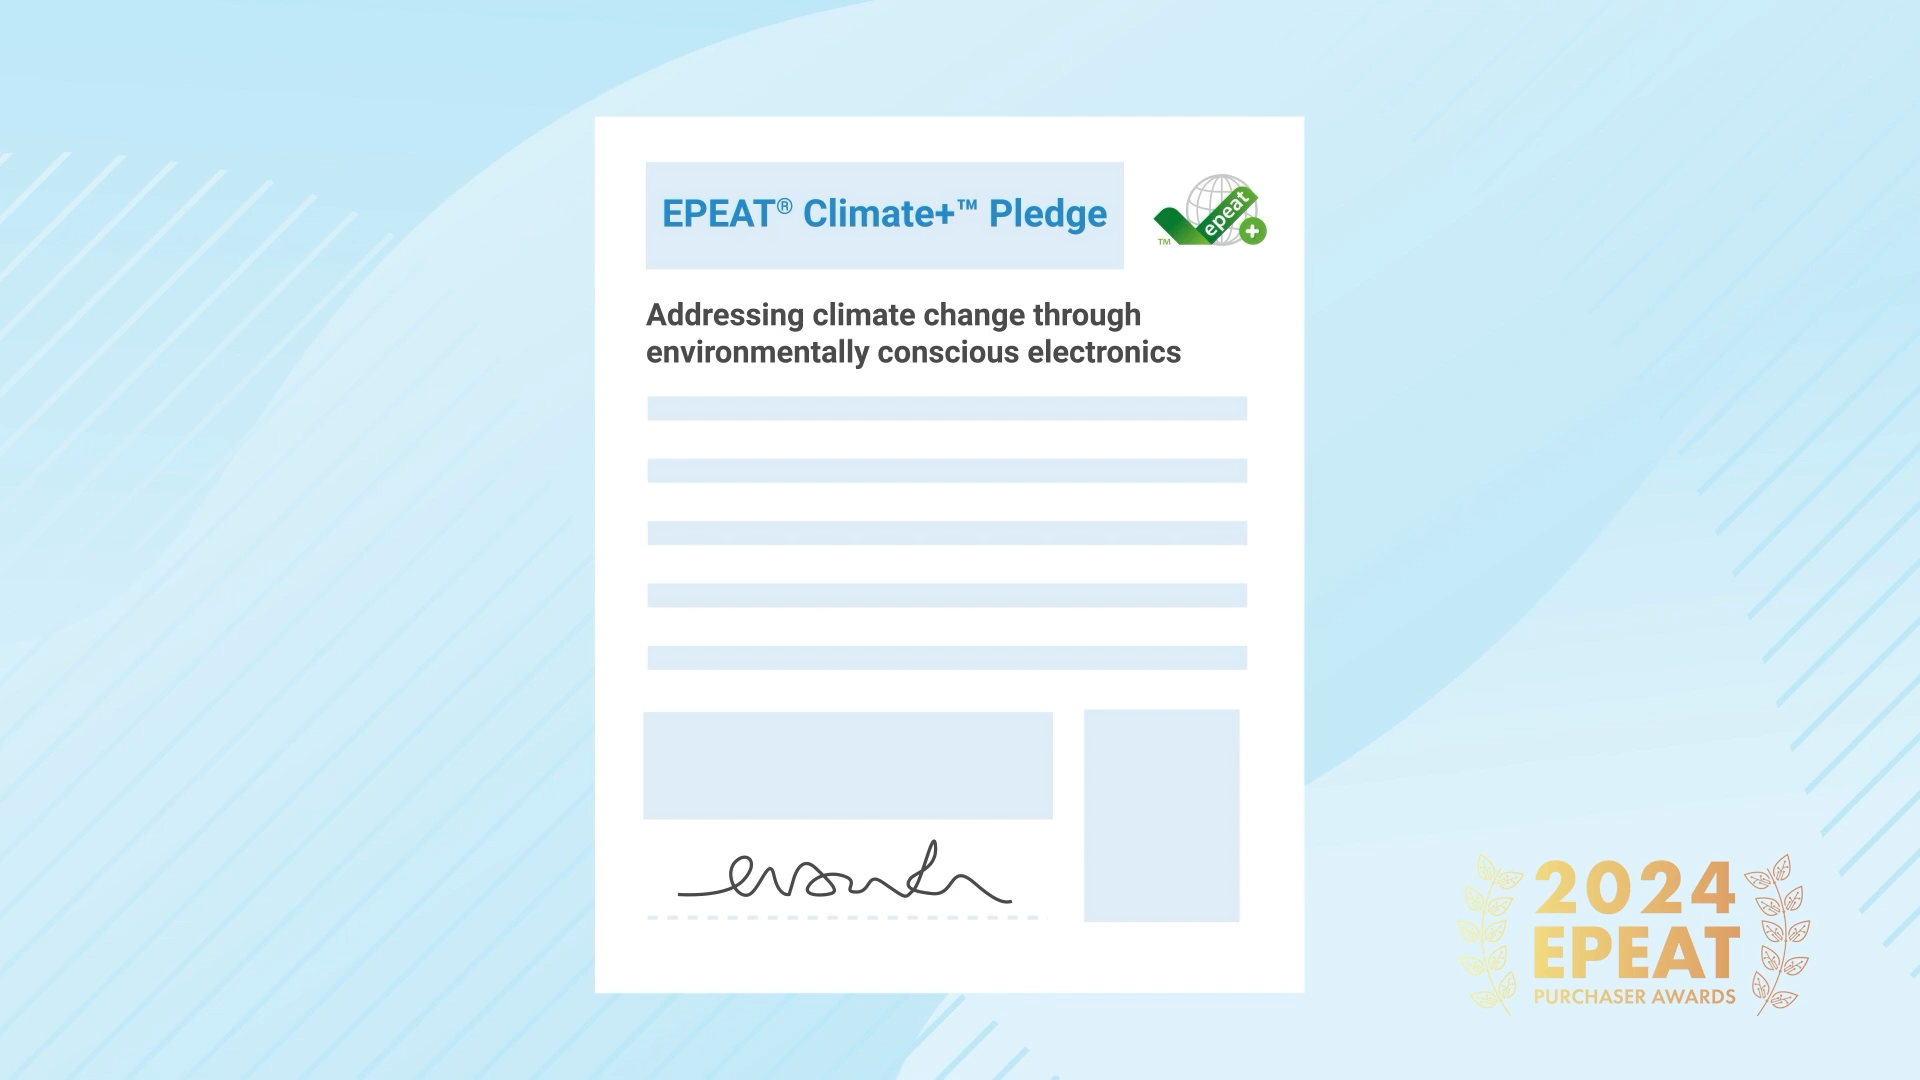 EPEAT® Climate+™ Pledge
epeat
+
TM
Addressing climate change through
environmentally conscious electronics
2024
EPEAT
PURCHASER AWARDS